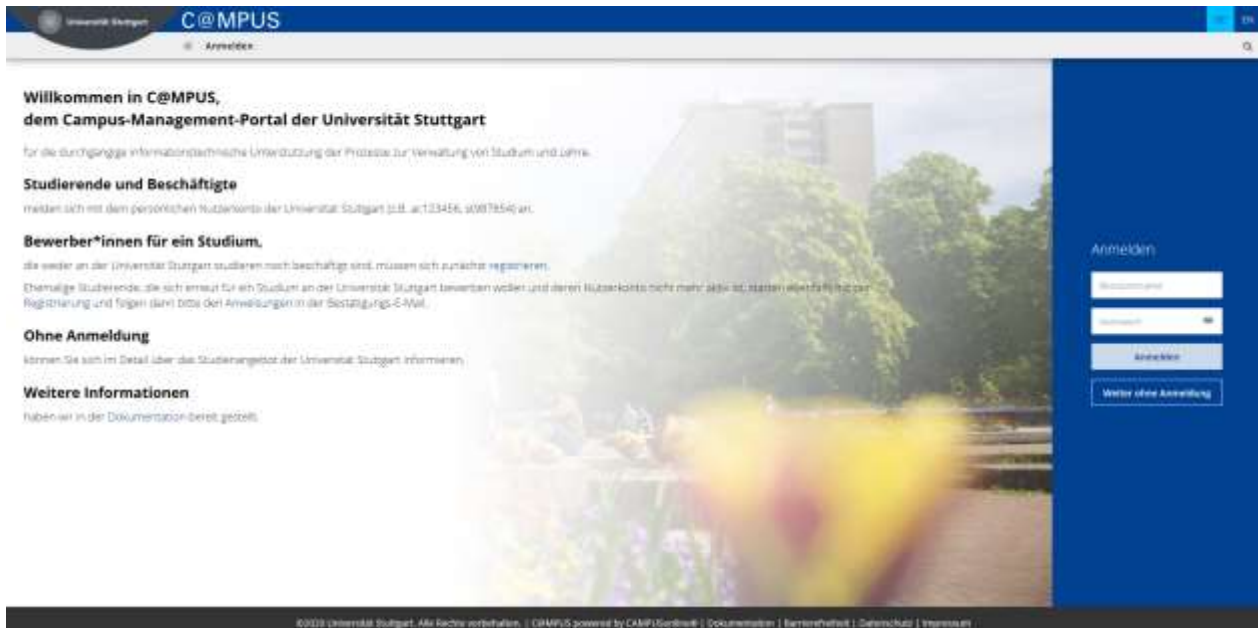 Universität Stuttgart
C@MPUS
DE
EN
Anmelden
Willkommen in C@MPUS,
dem Campus-Management-Portal der Universität Stuttgart
für die durchgängige informationstechnische Unterstützung der Prozesse zur Verwaltung von Studium und Lehre.
Studierende und Beschäftigte
melden sich mit dem persönlichen Nutzerkonto der Universität Stuttgart (z.B. ac123456, st987654) an.
Bewerber*innen für ein Studium,
die weder an der Universität Stuttgart studieren noch beschäftigt sind, müssen sich zunächst registrieren.
Ehemalige Studierende, die sich erneut für ein Studium an der Universität Stuttgart bewerben wollen und deren Nutzerkonto nicht mehr aktiv ist, starten ebenfalls mit der
Registrierung und folgen dann bitte den Anweisungen in der Bestätigungs-E-Mail.
Ohne Anmeldung
können Sie sich im Detail über das Studienangebot der Universität Stuttgart informieren.
Weitere Informationen
haben wir in der Dokumentation bereit gestellt.
Anmelden
Benutzername
Kennwort
Anmelden
Weiter ohne Anmeldung
©2020 Universität Stuttgart. Alle Rechte vorbehalten. | C@MPUS powered by CAMPUSonline® | Dokumentation | Barrierefreiheit | Datenschutz | Impressum